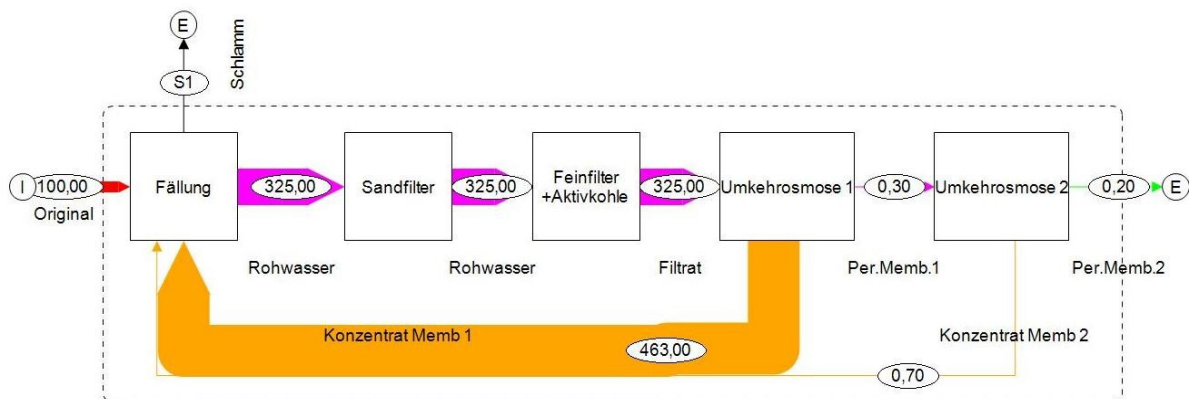 E
Schlamm
S1
I
100,00
Original
Fällung
325,00
Rohwasser
Sandfilter
325,00
Rohwasser
Feinfilter
+Aktivkohle
325,00
Filtrat
Umkehrosmose 1
0,30
Per.Memb.1
Umkehrosmose 2
0,20
E
Per.Memb.2
Konzentrat Memb 1
463,00
Konzentrat Memb 2
0,70